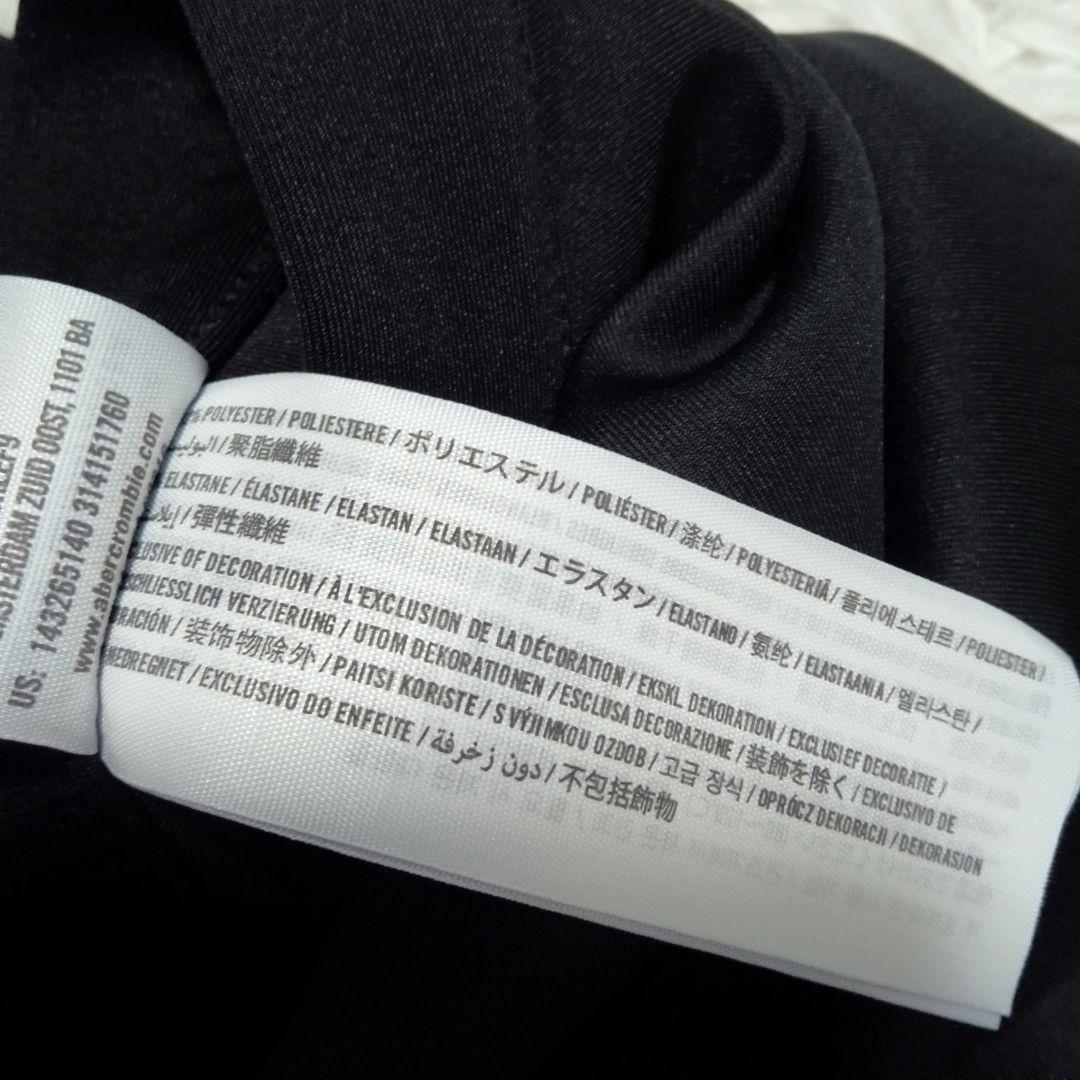 AMSTERDAM ZUID OOST, 1101 BA
US: 143265140 314151760
www.abercrombie.com
% POLYESTER / POLIESTERE / ポリエステル / POLIÉSTER / 涤纶 / POLYESTERIÄ / 폴리에스테르 / POLIESTER /
/ 聚脂纖維
ELASTANE / ÉLASTANE / ELASTAN / ELASTAAN / エラスタン / ELASTANO / 氨纶 / ELASTAANIA / 엘라스탄 /
/ 彈性纖維
OF DECORATION / À L'EXCLUSION DE LA DÉCORATION / EKSKL. DEKORATION / EXCLUSIEF DECORATIE /
VERZIERUNG / UTOM DEKORATIONEN / ESCLUSA DECORAZIONE / 装飾を除く / EXCLUSIVO DE
/ 装饰物除外 / PAITSI KORISTE / S VÝJIMKOU OZDOB / 고급 장식 / OPRÓCZ DEKORACJI / DEKORASJON
MEDREGNET / EXCLUSIVO DO ENFEITE / دون زخرفة / 不包括飾物